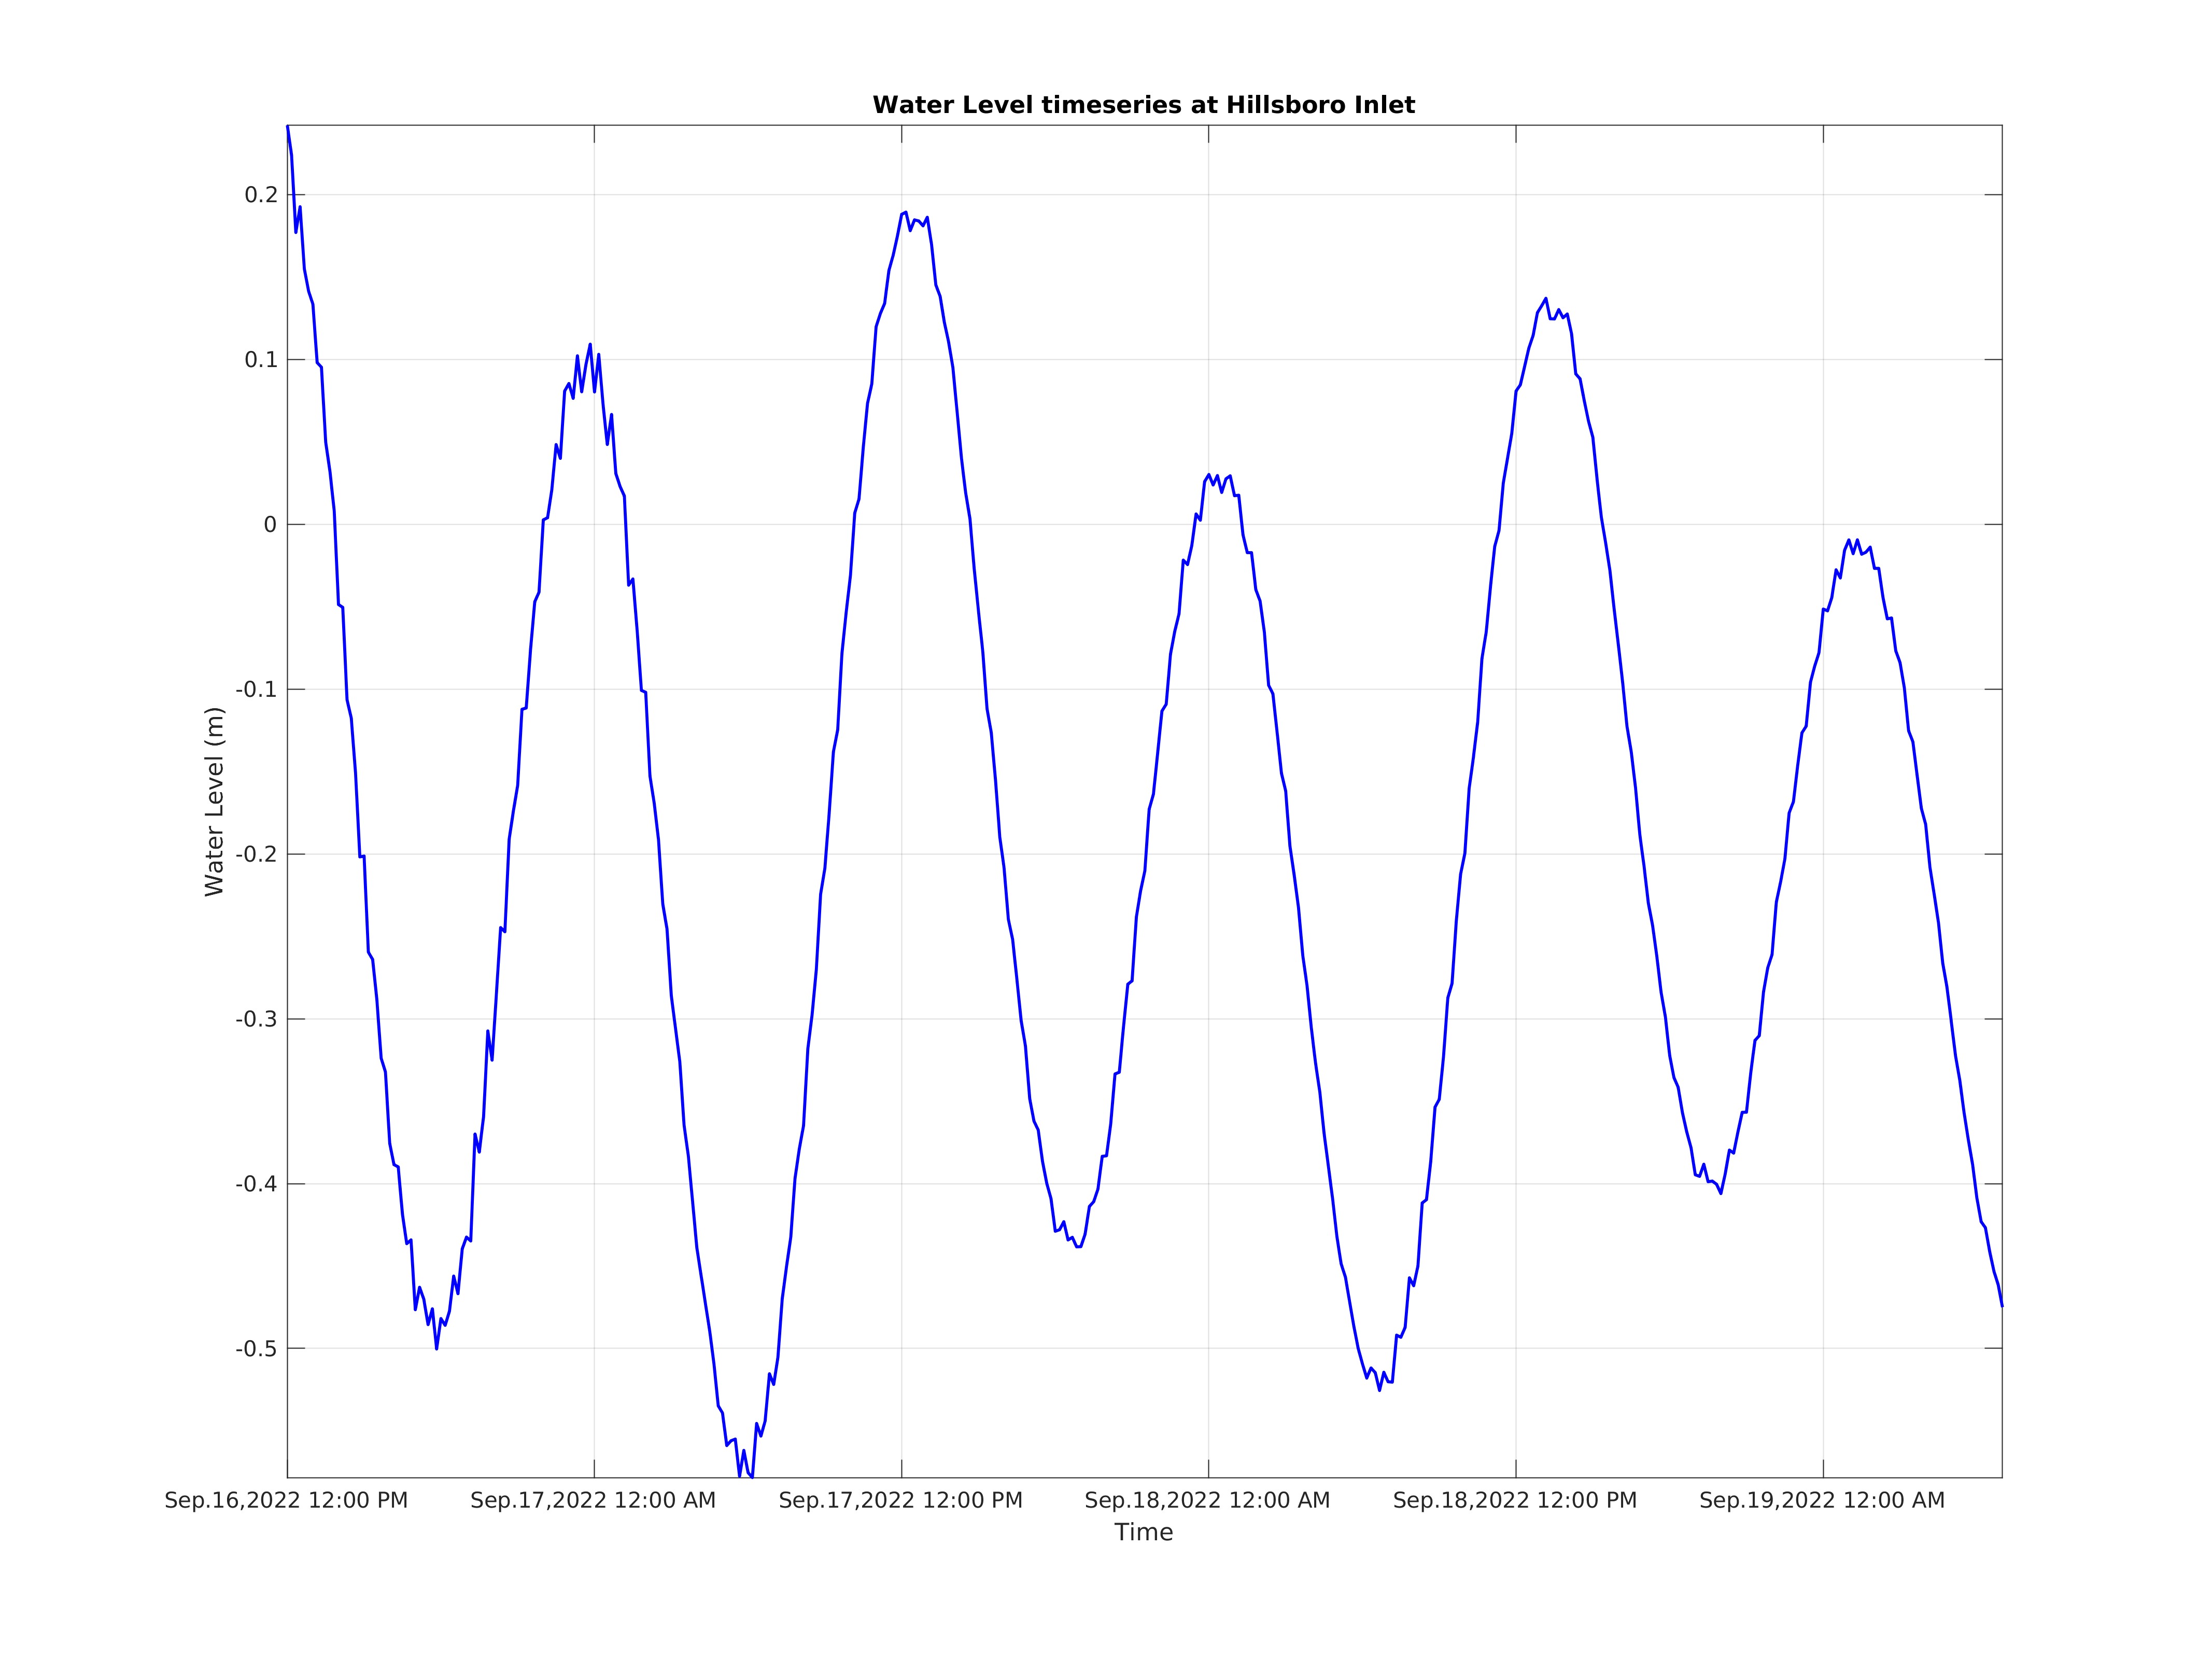 Water Level timeseries at Hillsboro Inlet
0.2
0.1
0
-0.1
-0.2
-0.3
-0.4
-0.5
Water Level (m)
Sep.16,2022 12:00 PM Sep.17,2022 12:00 AM Sep.17,2022 12:00 PM Sep.18,2022 12:00 AM Sep.18,2022 12:00 PM Sep.19,2022 12:00 AM
Time